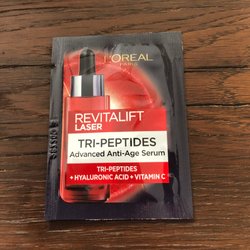 L'ORÉAL
PARIS
REVITALIFT
LASER
TRI-PEPTIDES
Advanced Anti-Age Serum
TRI-PEPTIDES
+ HYALURONIC ACID + VITAMIN C